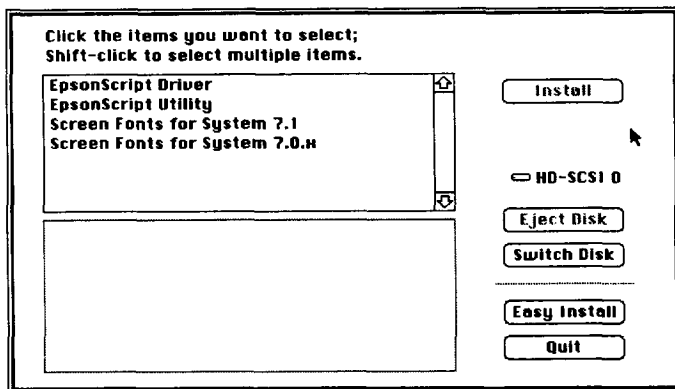 Click the items you want to select;
Shift-click to select multiple items.
EpsonScript Driver
EpsonScript Utility
Screen Fonts for System 7.1
Screen Fonts for System 7.0.x
Install
HD-SCSI 0
Eject Disk
Switch Disk
Easy Install
Quit